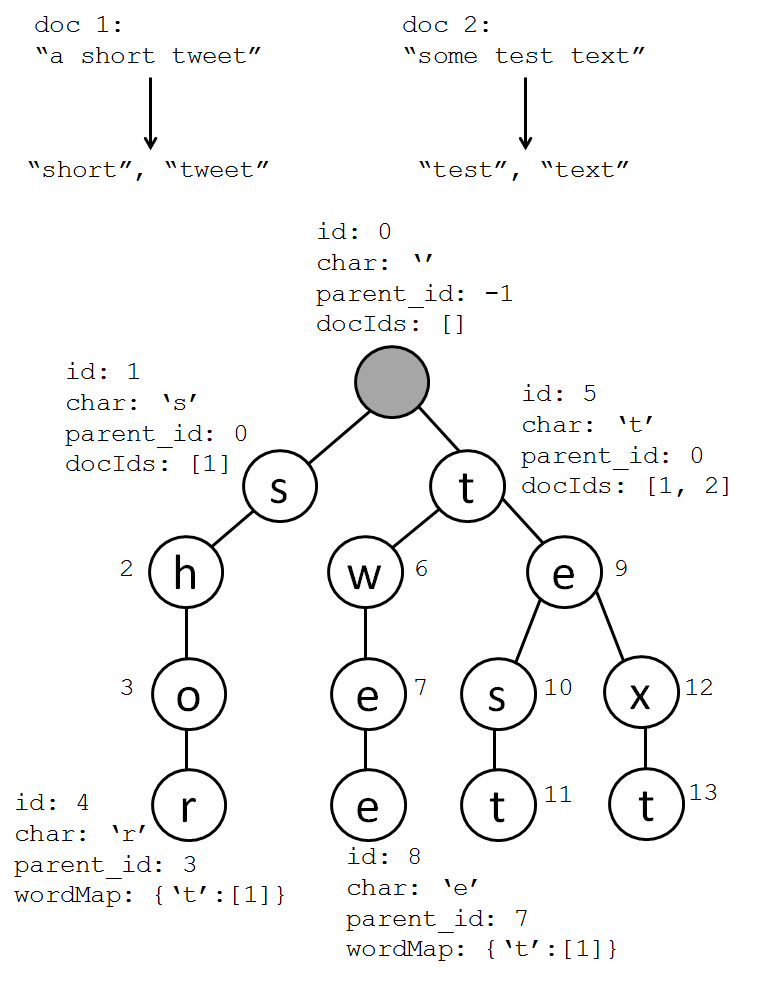 doc 1:
“a short tweet”
doc 2:
“some test text”
“short”, “tweet”
“test”, “text”
id: 0
char: ‘’
parent_id: -1
docIds: []
id: 1
char: ‘s’
parent_id: 0
docIds: [1]
id: 5
char: ‘t’
parent_id: 0
docIds: [1, 2]
s
t
2
h
w
6
e
9
3
o
e
7
s
10
x
12
r
e
t
11
t
13
id: 4
char: ‘r’
parent_id: 3
wordMap: {‘t’:[1]}
id: 8
char: ‘e’
parent_id: 7
wordMap: {‘t’:[1]}